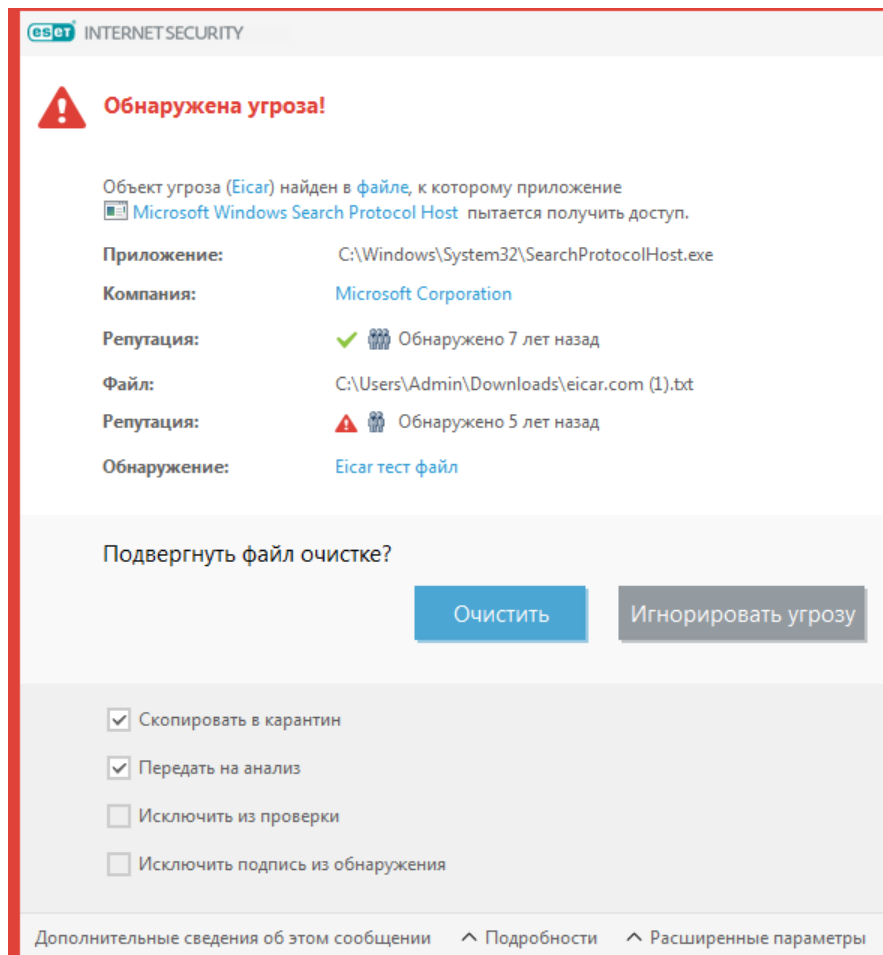 eset INTERNET SECURITY
Обнаружена угроза!
Объект угроза (Eicar) найден в файле, к которому приложение
Microsoft Windows Search Protocol Host пытается получить доступ.
Приложение: C:\Windows\System32\SearchProtocolHost.exe
Компания: Microsoft Corporation
Репутация: Обнаружено 7 лет назад
Файл: C:\Users\Admin\Downloads\eicar.com (1).txt
Репутация: Обнаружено 5 лет назад
Обнаружение: Eicar тест файл
Подвергнуть файл очистке?
Очистить Игнорировать угрозу
Скопировать в карантин
Передать на анализ
Исключить из проверки
Исключить подпись из обнаружения
Дополнительные сведения об этом сообщении Подробности Расширенные параметры